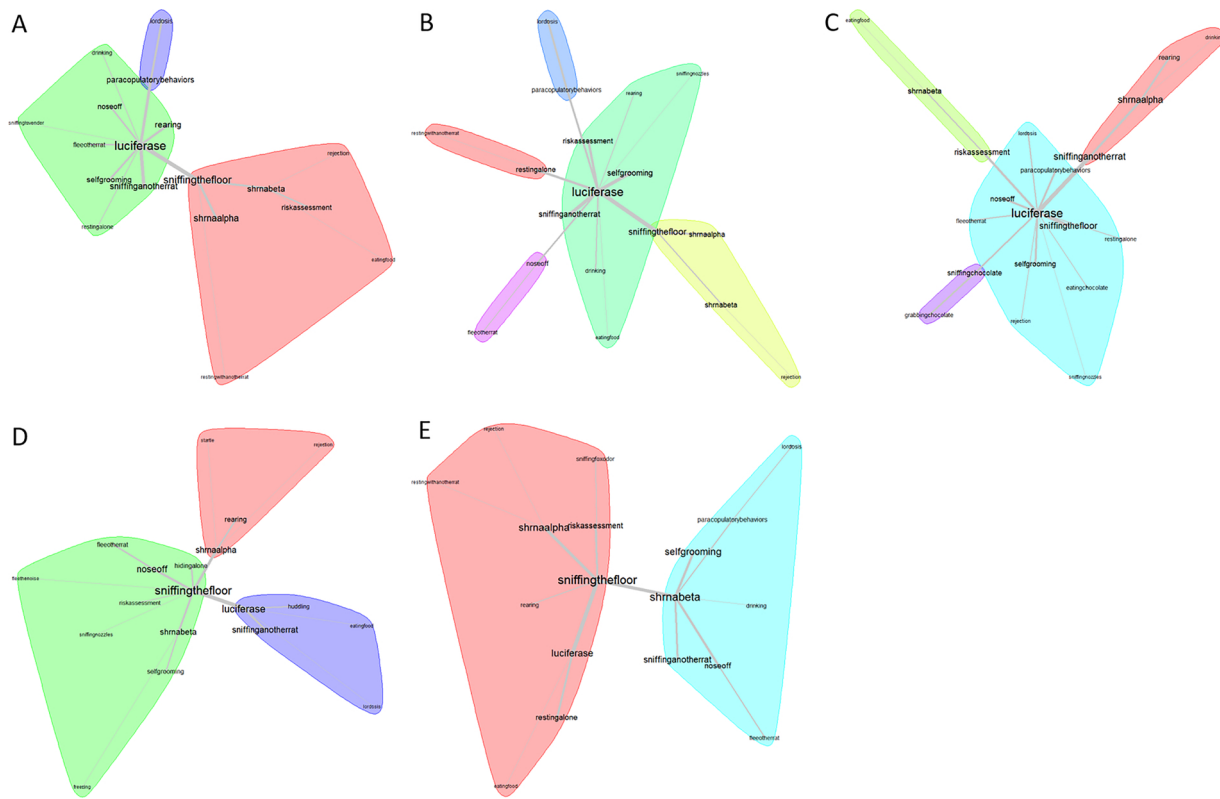 A
lordosis
drinking
paracopulatorybehaviors
noseoff
rearing
sniffinglavender
fleeotherrat
luciferase
rejection
selfgrooming
sniffingthefloor
sniffinganotherrat
shrnabeta
riskassessment
shrnaalpha
restingalone
eatingfood
restingwithanotherrat
B
lordosis
sniffingnozzles
paracopulatorybehaviors
rearing
restingwithanotherrat
riskassessment
restingalone
selfgrooming
luciferase
sniffinganotherrat
sniffingthefloor
shrnaalpha
noseoff
drinking
shrnabeta
fleeotherrat
eatingfood
rejection
C
eatingfood
drinking
rearing
shrnabeta
shrnaalpha
lordosis
riskassessment
sniffinganotherrat
paracopulatorybehaviors
noseoff
luciferase
fleeotherrat
sniffingthefloor
restingalone
selfgrooming
sniffingchocolate
eatingchocolate
grabbingchocolate
rejection
sniffingnozzles
D
startle
rejection
rearing
fleeotherrat
shrnaalpha
noseoff
hidingalone
sniffingthefloor
riskassessment
luciferase
huddling
shrnabeta
sniffinganotherrat
eatingfood
sniffingnozzles
selfgrooming
lordosis
freezing
E
rejection
lordosis
sniffingfoxodor
restingwithanotherrat
shrnaalpha
riskassessment
paracopulatorybehaviors
selfgrooming
sniffingthefloor
shrnabeta
rearing
drinking
luciferase
sniffinganotherrat
noseoff
restingalone
fleeotherrat
eatingfood